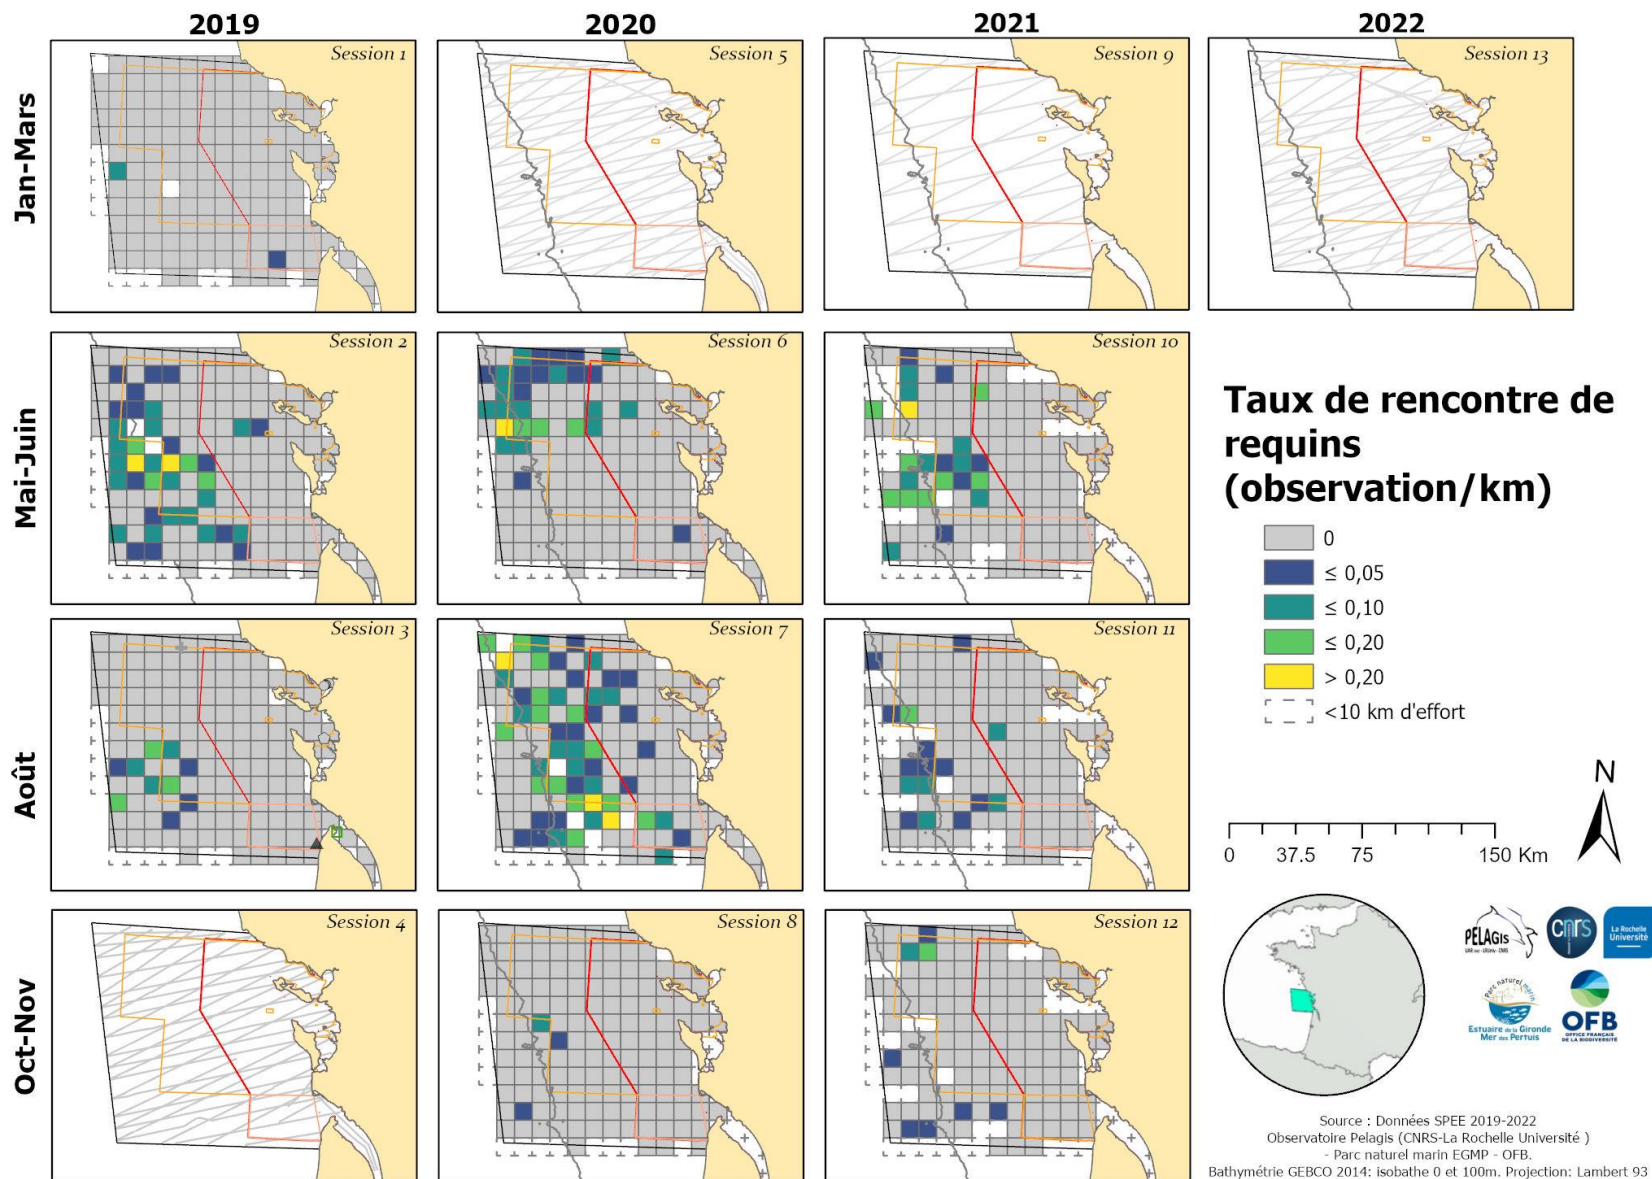 2019
2020
2021
2022
Jan-Mars
Session 1
Session 5
Session 9
Session 13
Mai-Juin
Session 2
Session 6
Session 10
Août
Session 3
Session 7
Session 11
Oct-Nov
Session 4
Session 8
Session 12
Taux de rencontre de
requins
(observation/km)
0
≤ 0,05
≤ 0,10
≤ 0,20
> 0,20
<10 km d'effort
N
0 37.5 75 150 Km
PELAGIS
cnrs
La Rochelle
Université
Parc naturel marin
Estuaire de la Gironde
Mer des Pertuis
OFB
OFFICE FRANÇAIS
DE LA BIODIVERSITÉ
Source : Données SPEE 2019-2022
Observatoire Pelagis (CNRS-La Rochelle Université )
- Parc naturel marin EGMP - OFB.
Bathymétrie GEBCO 2014: isobathe 0 et 100m. Projection: Lambert 93